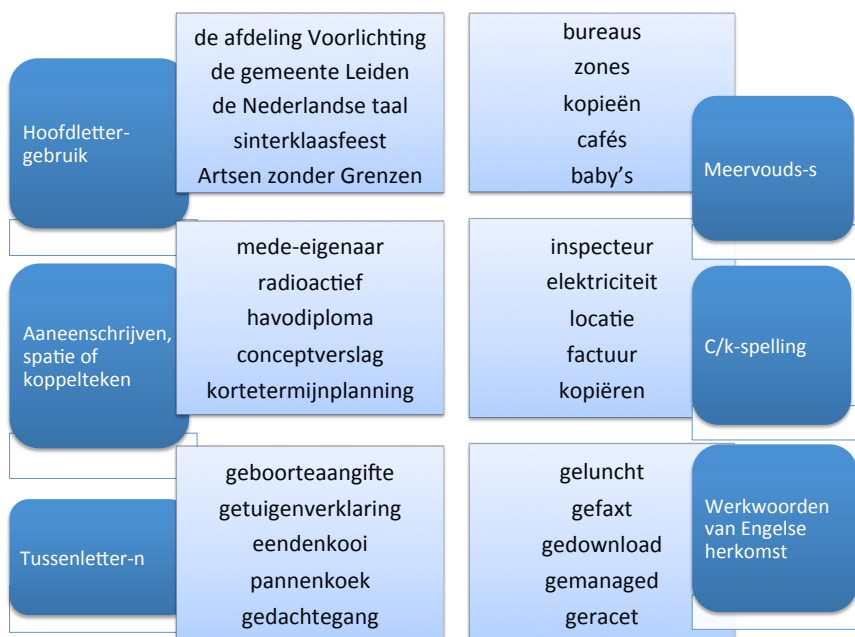 Hoofdletter-
gebruik
de afdeling Voorlichting
de gemeente Leiden
de Nederlandse taal
sinterklaasfeest
Artsen zonder Grenzen
bureaus
zones
kopieën
cafés
baby's
Meervouds-s
Aaneenschrijven,
spatie of
koppelteken
mede-eigenaar
radioactief
havodiploma
conceptverslag
kortetermijnplanning
inspecteur
elektriciteit
locatie
factuur
kopiëren
C/k-spelling
Tussenletter-n
geboorteaangifte
getuigenverklaring
eendenkooi
pannenkoek
gedachtegang
geluncht
gefaxt
gedownload
gemanaged
geracet
Werkwoorden
van Engelse
herkomst